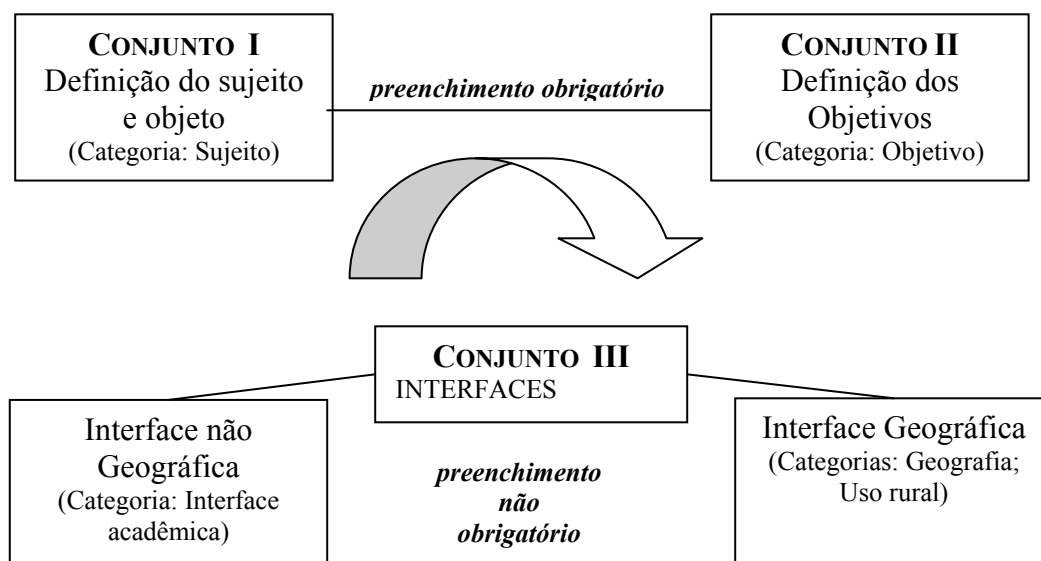 CONJUNTO I
Definição do sujeito
e objeto
(Categoria: Sujeito)
preenchimento obrigatório
CONJUNTO II
Definição dos
Objetivos
(Categoria: Objetivo)
CONJUNTO III
INTERFACES
Interface não
Geográfica
(Categoria: Interface
acadêmica)
preenchimento
não
obrigatório
Interface Geográfica
(Categorias: Geografia;
Uso rural)